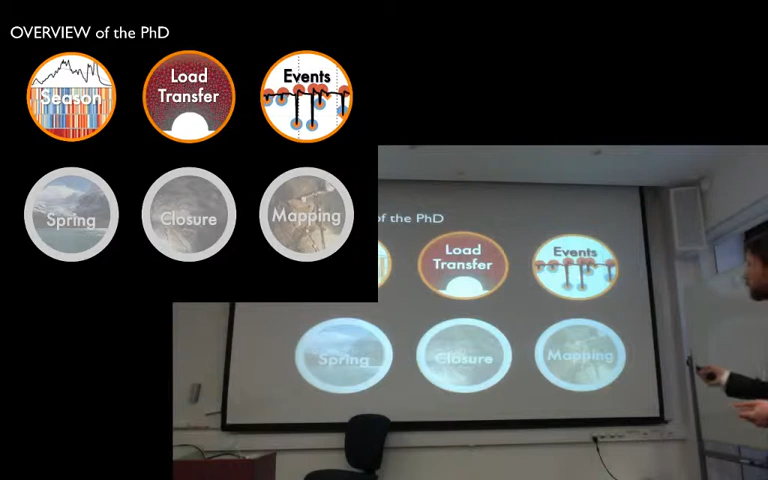 OVERVIEW of the PhD
Season
Load
Transfer
Events
Spring
Closure
Mapping
of the PhD
Load
Transfer
Events
Spring
Closure
Mapping